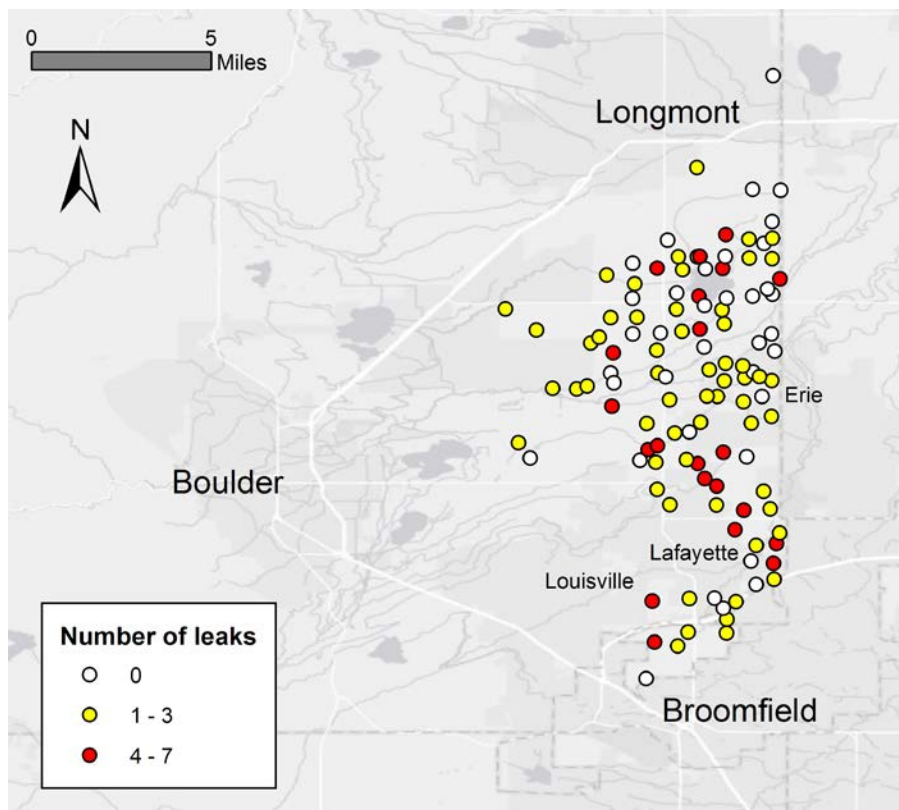 0 5
Miles
N
Longmont
Erie
Boulder
Lafayette
Louisville
Broomfield
Number of leaks
0
1 - 3
4 - 7